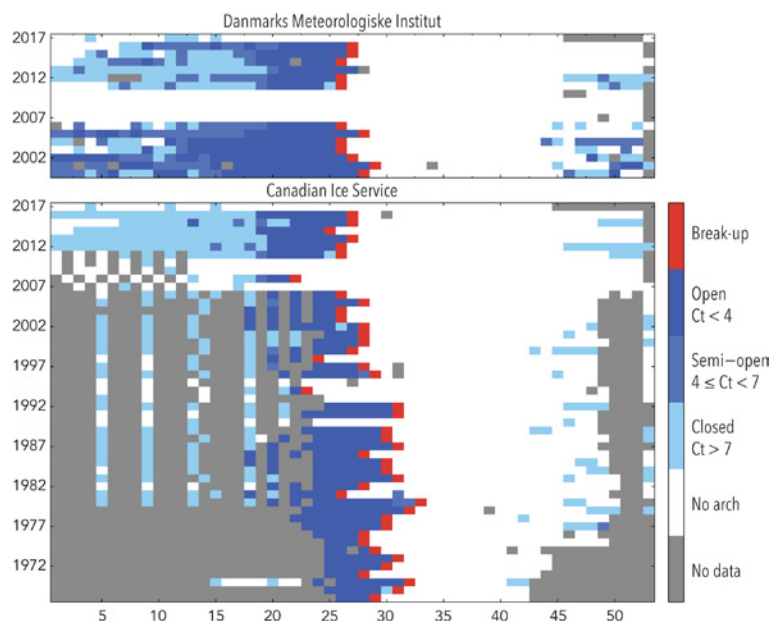 Danmarks Meteorologiske Institut
2017
2012
2007
2002
Canadian Ice Service
2017
2012
2007
2002
1997
1992
1987
1982
1977
1972
5 10 15 20 25 30 35 40 45 50
Break-up
Open
Ct < 4
Semi-open
4 ≤ Ct < 7
Closed
Ct > 7
No arch
No data